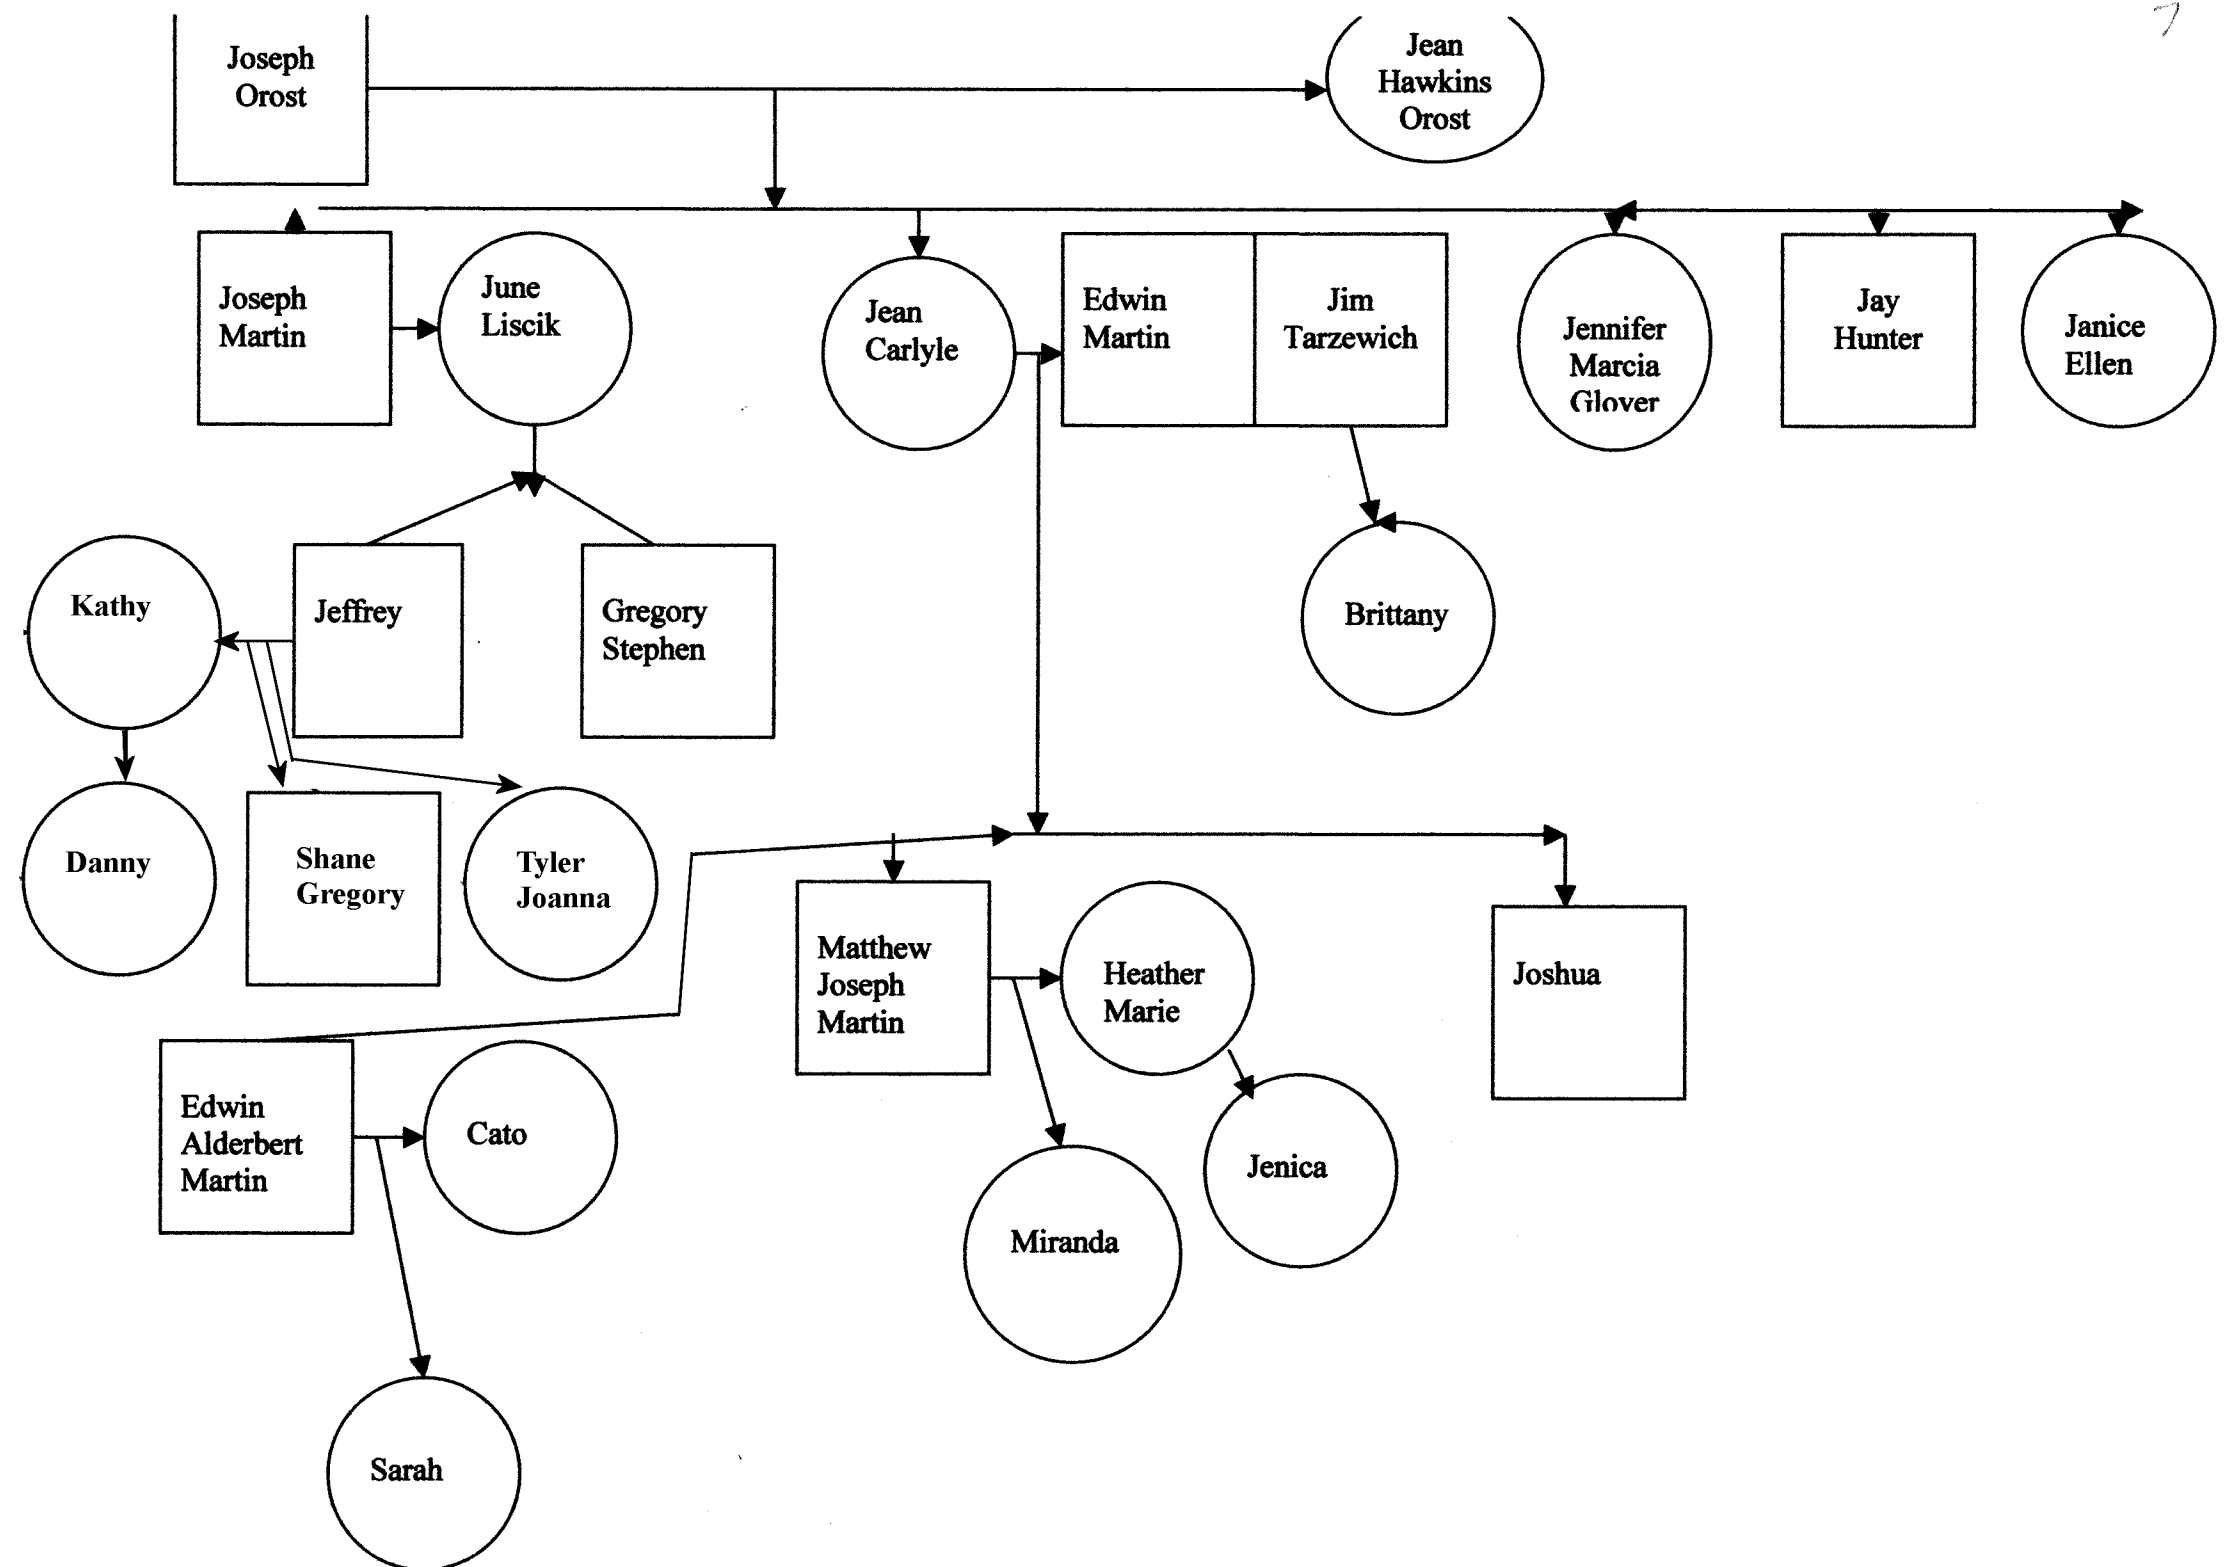 Joseph
Orost
Jean
Hawkins
Orost
Joseph
Martin
June
Liscik
Jean
Carlyle
Edwin
Martin
Jim
Tarzewich
Jennifer
Marcia
Glover
Jay
Hunter
Janice
Ellen
Kathy
Jeffrey
Gregory
Stephen
Brittany
Danny
Shane
Gregory
Tyler
Joanna
Matthew
Joseph
Martin
Heather
Marie
Joshua
Edwin
Alderbert
Martin
Cato
Jenica
Miranda
Sarah